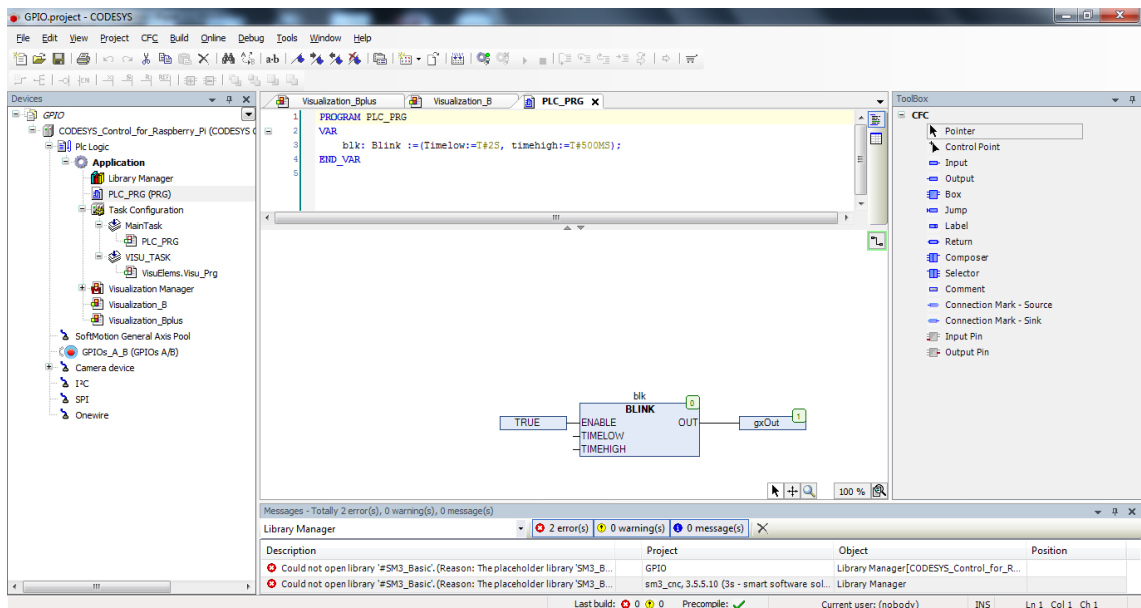 GPIO.project - CODESYS
File Edit View Project CFC Build Online Debug Tools Window Help
Devices
GPIO
CODESYS_Control_for_Raspberry_Pi (CODESYS C
Plc Logic
Application
Library Manager
PLC_PRG (PRG)
Task Configuration
MainTask
PLC_PRG
VISU_TASK
VisuElems.Visu_Prg
Visualization Manager
Visualization_B
Visualization_Bplus
SoftMotion General Axis Pool
GPIOs_A_B (GPIOs A/B)
Camera device
I²C
SPI
Onewire
Visualization_Bplus Visualization_B PLC_PRG
1 PROGRAM PLC_PRG
2 VAR
3 blk: Blink :=(Timelow:=T#2S, timehigh:=T#500MS);
4 END_VAR
5
blk
BLINK 0
TRUE ENABLE OUT gxOut 1
TIMELOW
TIMEHIGH
100 %
ToolBox
CFC
Pointer
Control Point
Input
Output
Box
Jump
Label
Return
Composer
Selector
Comment
Connection Mark - Source
Connection Mark - Sink
Input Pin
Output Pin
Messages - Totally 2 error(s), 0 warning(s), 0 message(s)
Library Manager 2 error(s) 0 warning(s) 0 message(s)
Description Project Object Position
Could not open library '#SM3_Basic'. (Reason: The placeholder library 'SM3_B... GPIO Library Manager[CODESYS_Control_for_R...
Could not open library '#SM3_Basic'. (Reason: The placeholder library 'SM3_B... sm3_cnc, 3.5.5.10 (3s - smart software sol... Library Manager
Last build: 0 0 Precompile: Current user: (nobody) INS Ln 1 Col 1 Ch 1